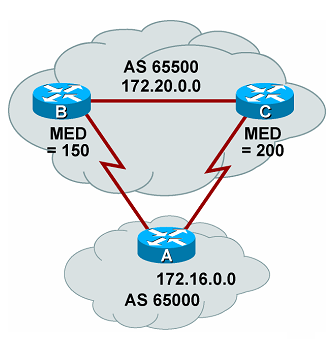 AS 65500
172.20.0.0
B
C
MED
= 150
MED
= 200
A
172.16.0.0
AS 65000